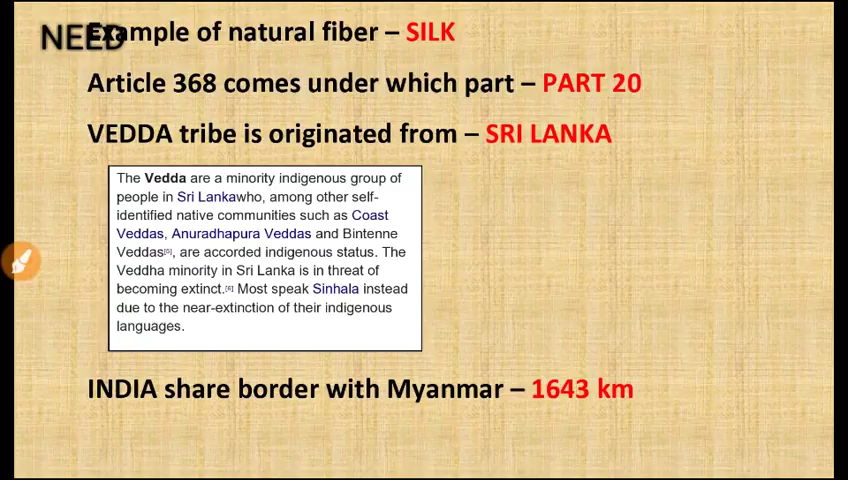 NEED
Example of natural fiber – SILK
Article 368 comes under which part – PART 20
VEDDA tribe is originated from – SRI LANKA
The Vedda are a minority indigenous group of
people in Sri Lankawho, among other self-
identified native communities such as Coast
Veddas, Anuradhapura Veddas and Bintenne
Veddas[5], are accorded indigenous status. The
Veddha minority in Sri Lanka is in threat of
becoming extinct.[6] Most speak Sinhala instead
due to the near-extinction of their indigenous
languages.
INDIA share border with Myanmar – 1643 km